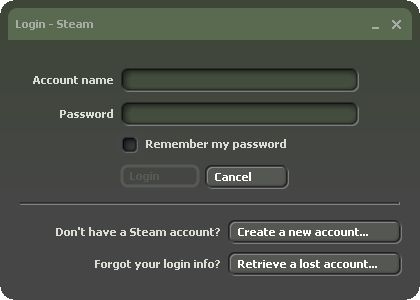 Login - Steam
Account name
Password
Remember my password
Login Cancel
Don't have a Steam account? Create a new account...
Forgot your login info? Retrieve a lost account...